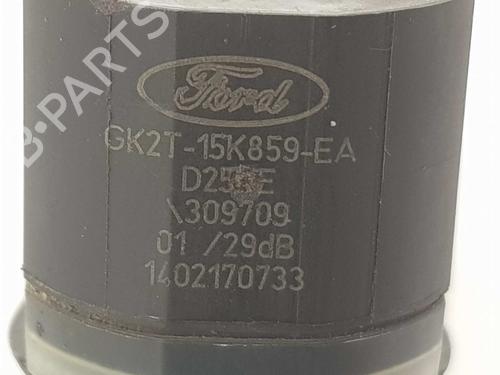 Ford
GK2T-15K859-EA
\309709
01 /29dB
1402170733
B-PARTS